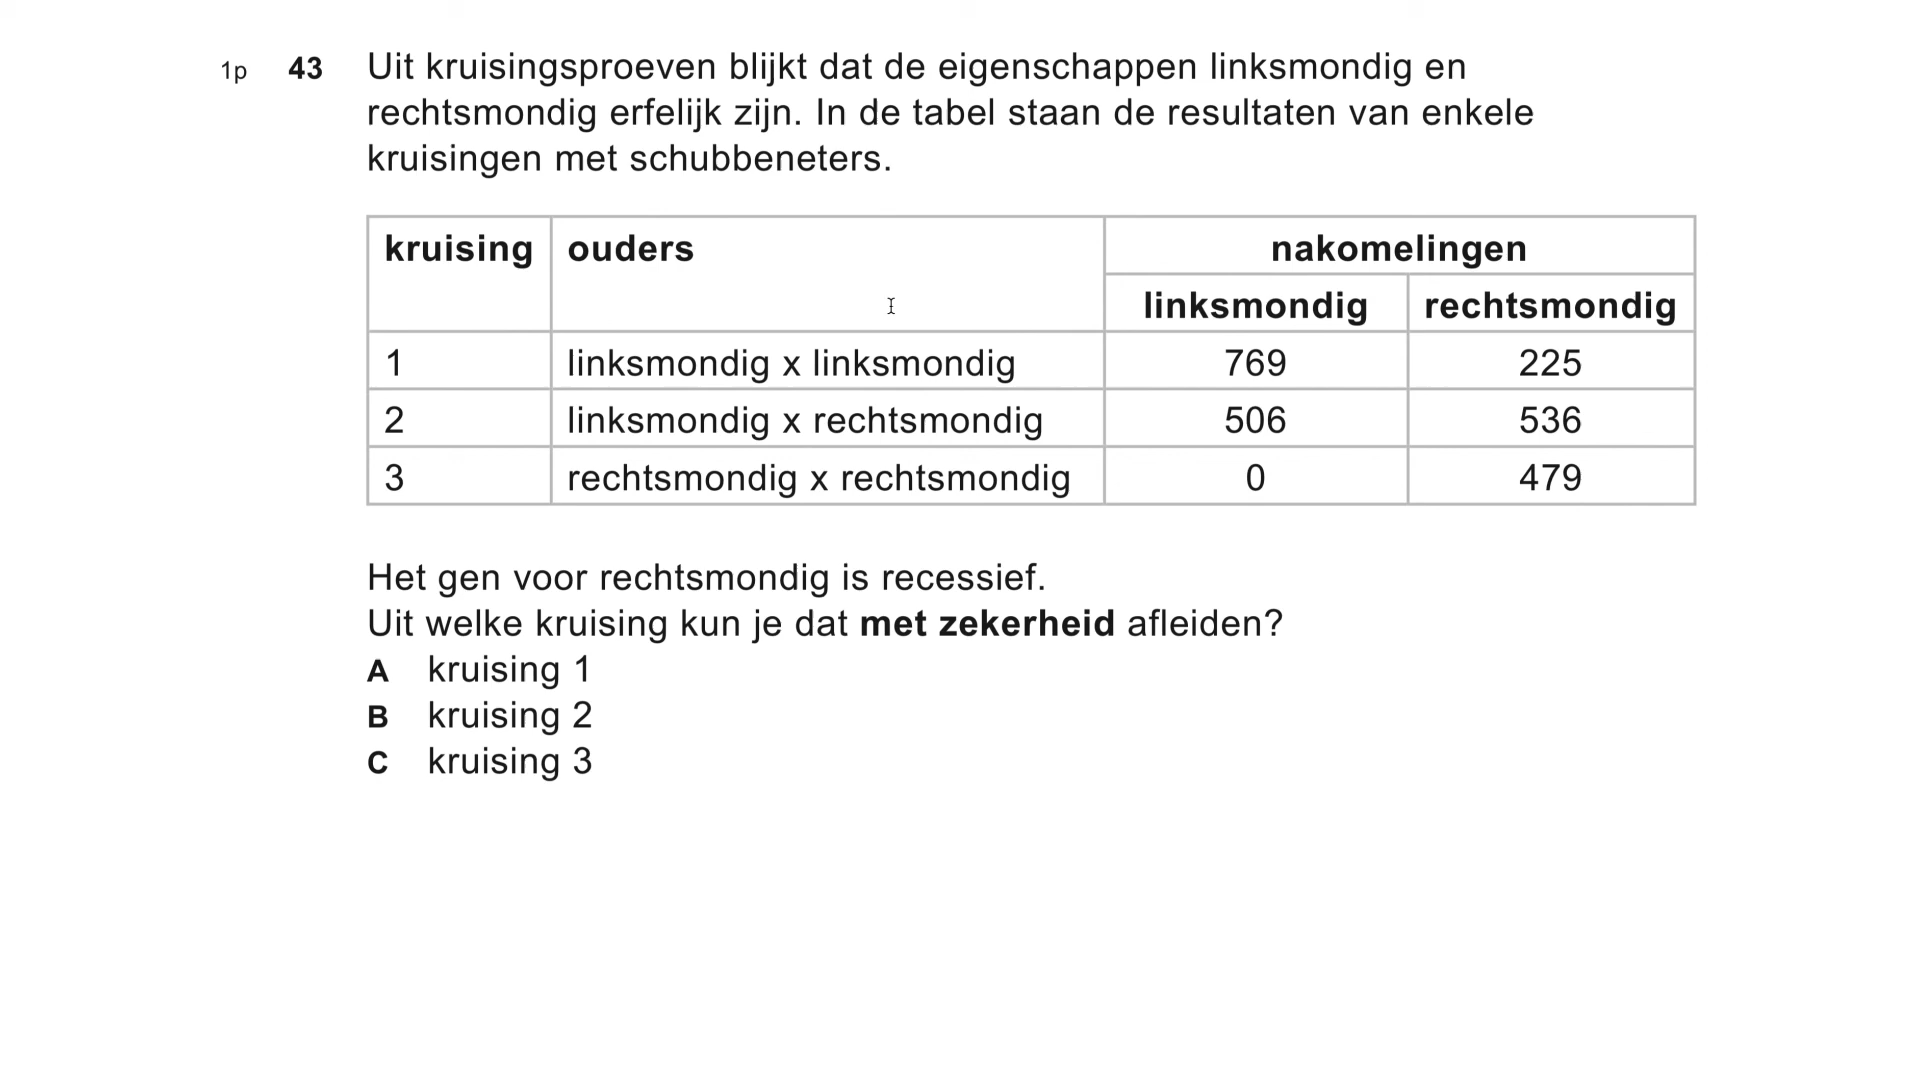 1p 43 Uit kruisingsproeven blijkt dat de eigenschappen linksmondig en
rechtsmondig erfelijk zijn. In de tabel staan de resultaten van enkele
kruisingen met schubbeneters.
kruising ouders nakomelingen
linksmondig rechtsmondig
1 linksmondig x linksmondig 769 225
2 linksmondig x rechtsmondig 506 536
3 rechtsmondig x rechtsmondig 0 479
Het gen voor rechtsmondig is recessief.
Uit welke kruising kun je dat met zekerheid afleiden?
A kruising 1
B kruising 2
C kruising 3